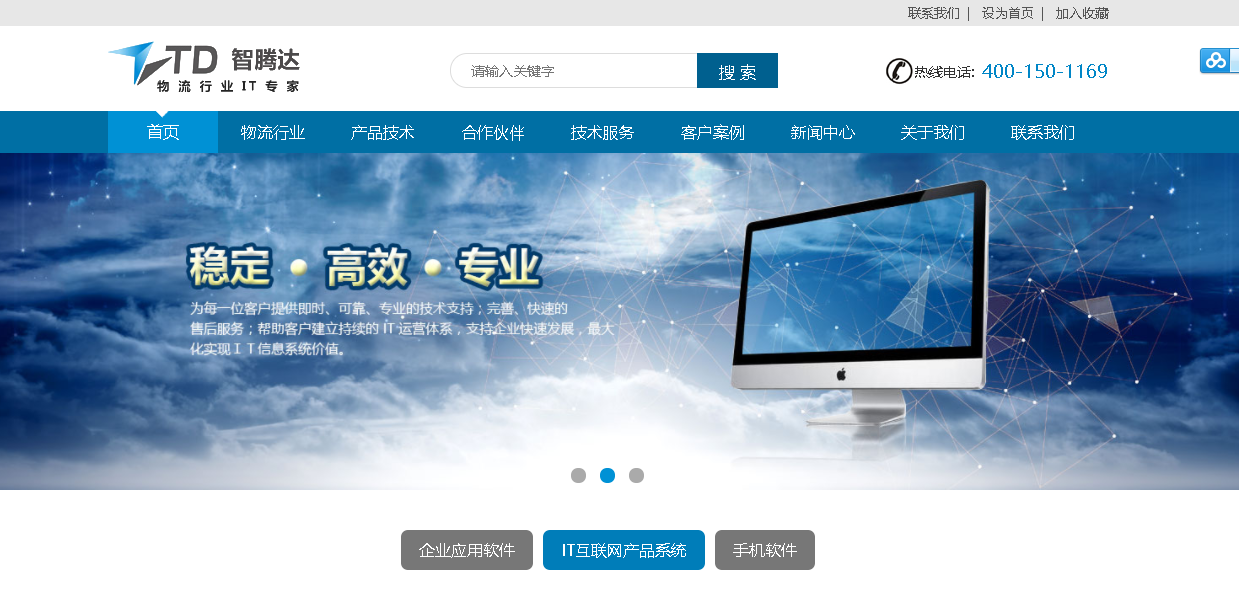 联系我们 | 设为首页 | 加入收藏
TD 智腾达
物流行业IT专家
请输入关键字
搜 索
热线电话: 400-150-1169
首页 物流行业 产品技术 合作伙伴 技术服务 客户案例 新闻中心 关于我们 联系我们
稳定 · 高效 · 专业
为每一位客户提供即时、可靠、专业的技术支持；完善、快速的
售后服务；帮助客户建立持续的 IT 运营体系，支持企业快速发展，最大
化实现ＩＴ信息系统价值。
企业应用软件 IT互联网产品系统 手机软件